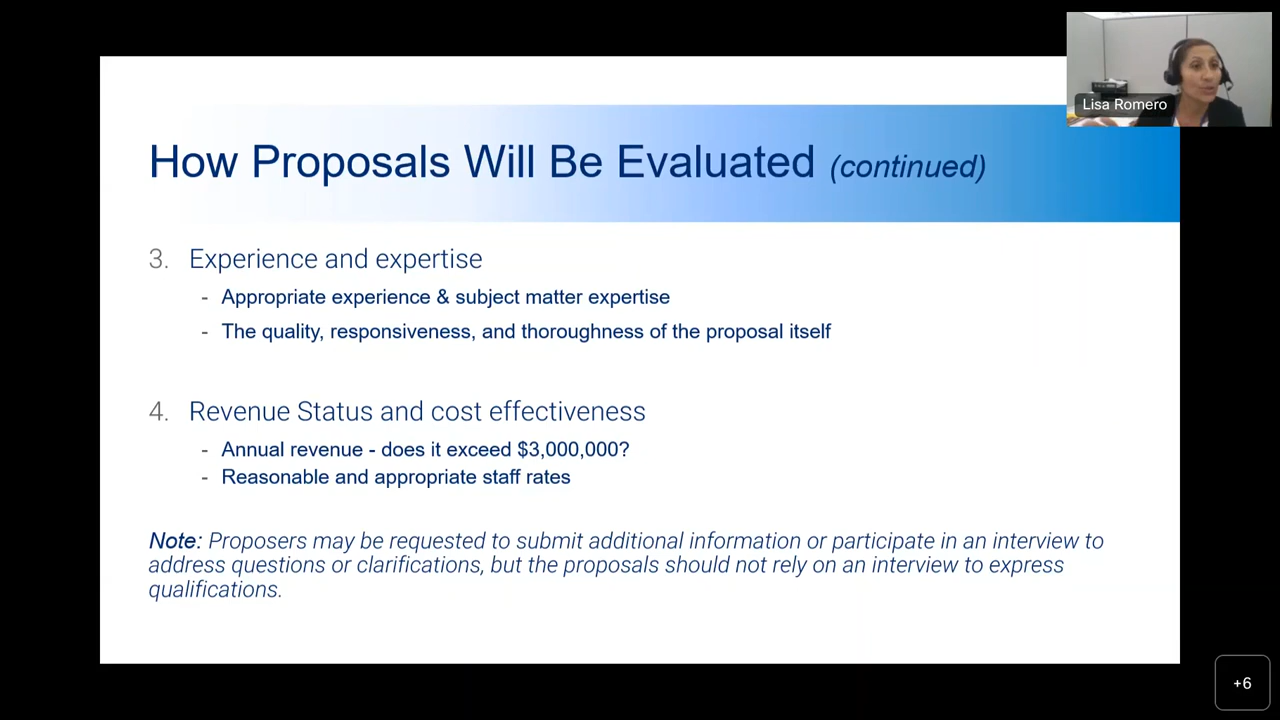 Lisa Romero
How Proposals Will Be Evaluated (continued)
3. Experience and expertise
- Appropriate experience & subject matter expertise
- The quality, responsiveness, and thoroughness of the proposal itself
4. Revenue Status and cost effectiveness
- Annual revenue - does it exceed $3,000,000?
- Reasonable and appropriate staff rates
Note: Proposers may be requested to submit additional information or participate in an interview to
address questions or clarifications, but the proposals should not rely on an interview to express
qualifications.
+6